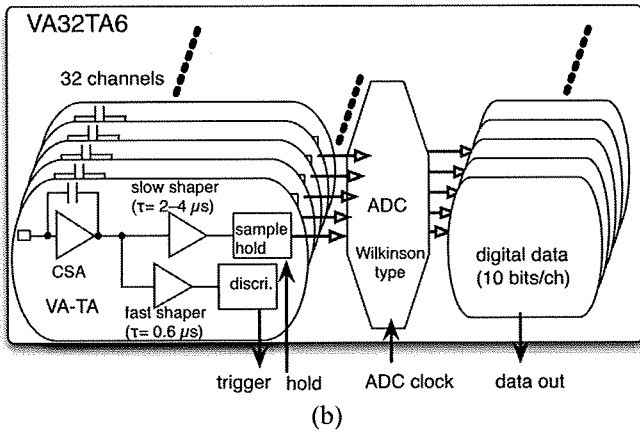 VA32TA6
32 channels
slow shaper
(τ= 2–4 μs)
sample
hold
CSA
VA-TA
fast shaper
(τ= 0.6 μs)
discri.
ADC
Wilkinson
type
digital data
(10 bits/ch)
trigger
hold
ADC clock
data out
(b)